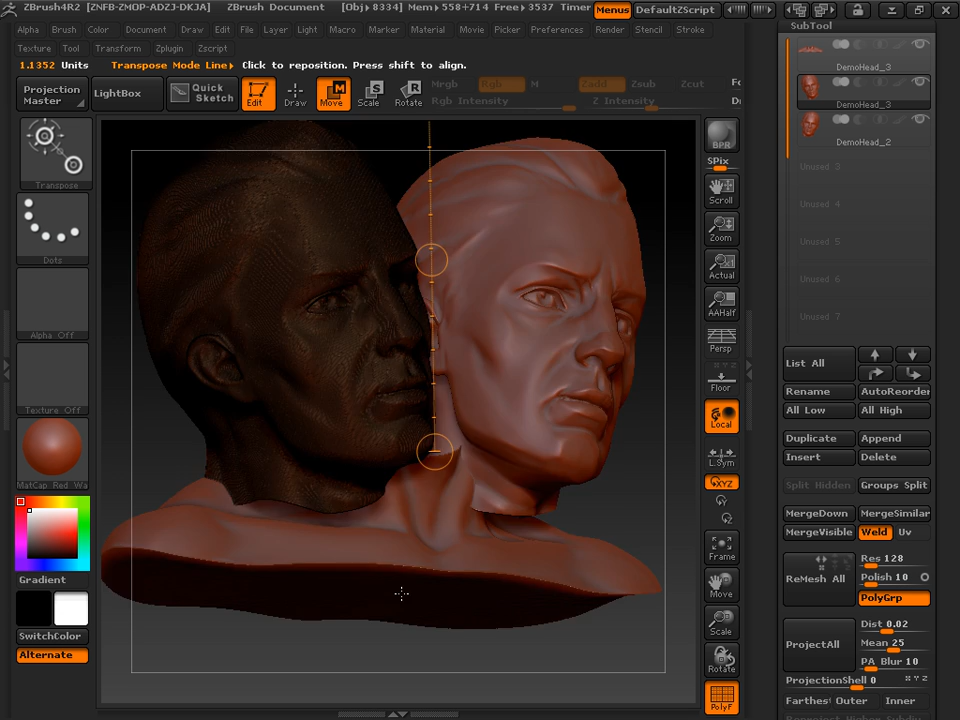 ZBrush4R2 [ZNFB-ZMOP-ADZJ-DKJA] ZBrush Document [Obj▸8334] Mem▸558+714 Free▸3537 Timer Menus DefaultZScript
Alpha Brush Color Document Draw Edit File Layer Light Macro Marker Material Movie Picker Preferences Render Stencil Stroke
Texture Tool Transform Zplugin Zscript
1.1352 Units Transpose Mode Line▸ Click to reposition. Press shift to align.
Projection Master
LightBox
Quick Sketch
Edit
Draw
Move
Scale
Rotate
Mrgb Rgb M Zadd Zsub Zcut
Rgb Intensity Z Intensity
Transpose
Dots
Alpha Off
Texture Off
MatCap Red Wa
Gradient
SwitchColor
Alternate
BPR
SPix
Scroll
Zoom
Actual
AAHalf
Persp
Floor
Local
L.Sym
XYZ
Y
Z
Frame
Move
Scale
Rotate
PolyF
SubTool
DemoHead_3
DemoHead_3
DemoHead_2
Unused 3
Unused 4
Unused 5
Unused 6
Unused 7
List All
Rename AutoReorder
All Low All High
Duplicate Append
Insert Delete
Split Hidden Groups Split
MergeDown MergeSimilar
MergeVisible Weld Uv
ReMesh All
Res 128
Polish 10
PolyGrp
ProjectAll
Dist 0.02
Mean 25
PA Blur 10
ProjectionShell 0 X Y Z
Farthest Outer Inner